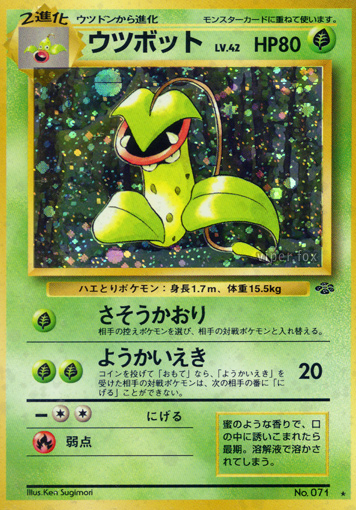 2進化 ウツドンから進化 モンスターカードに重ねて使います。
ウツボット LV.42 HP80
Viper.fox
ハエとりポケモン：身長1.7m、体重15.5kg
さそうかおり
相手の控えポケモンを選び、相手の対戦ポケモンと入れ替える。
ようかいえき 20
コインを投げて「おもて」なら、「ようかいえき」を
受けた相手の対戦ポケモンは、次の相手の番に「に
げる」ことができない。
にげる
弱点
蜜のような香りで、口
の中に誘いこまれたら
最期。溶解液で溶かさ
れてしまう。
Illus. Ken Sugimori No. 071